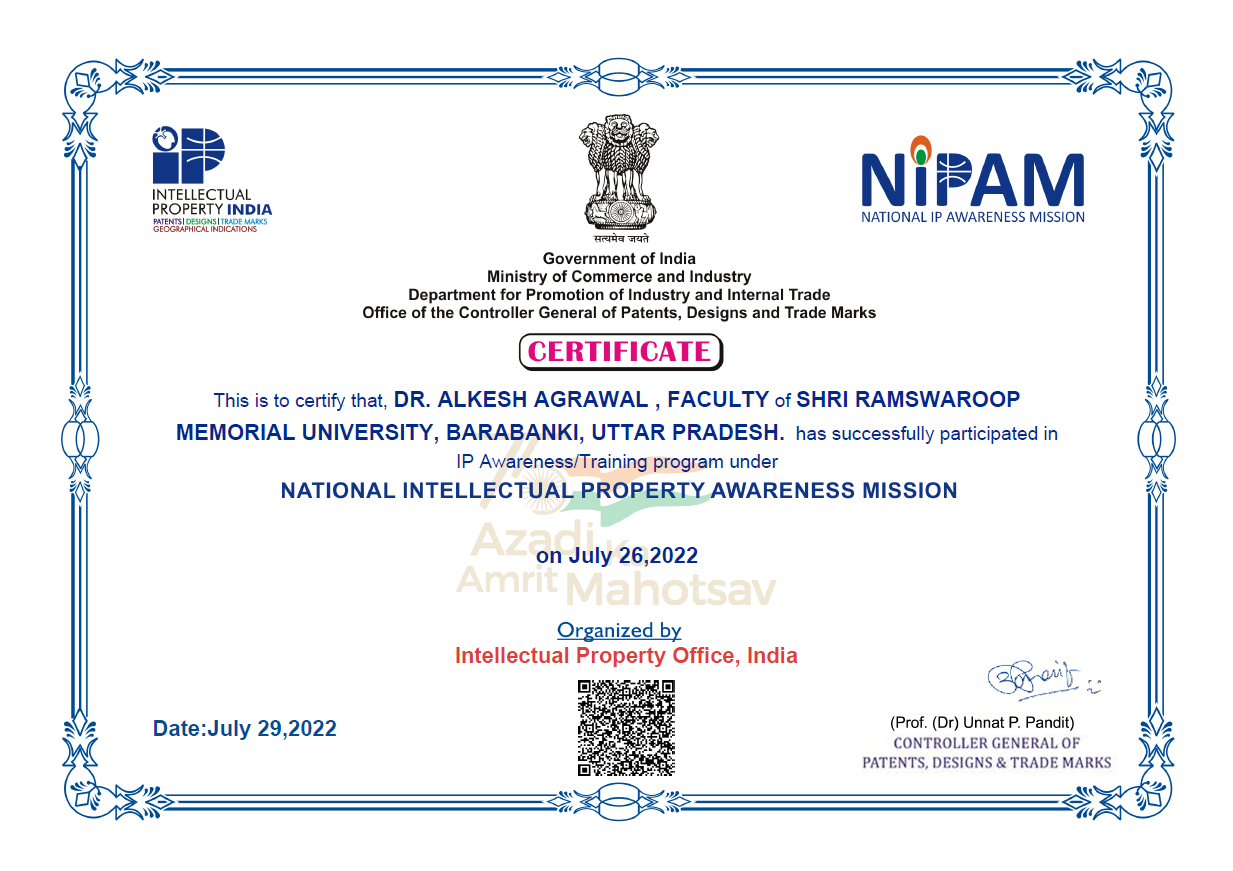 INTELLECTUAL
PROPERTY INDIA
PATENTS | DESIGNS | TRADE MARKS
GEOGRAPHICAL INDICATIONS
सत्यमेव जयते
NiPAM
NATIONAL IP AWARENESS MISSION
Government of India
Ministry of Commerce and Industry
Department for Promotion of Industry and Internal Trade
Office of the Controller General of Patents, Designs and Trade Marks
CERTIFICATE
This is to certify that, DR. ALKESH AGRAWAL , FACULTY of SHRI RAMSWAROOP
MEMORIAL UNIVERSITY, BARABANKI, UTTAR PRADESH. has successfully participated in
IP Awareness/Training program under
NATIONAL INTELLECTUAL PROPERTY AWARENESS MISSION
on July 26,2022
Azadi Ka
Amrit Mahotsav
Organized by
Intellectual Property Office, India
Date:July 29,2022
(Prof. (Dr) Unnat P. Pandit)
CONTROLLER GENERAL OF
PATENTS, DESIGNS & TRADE MARKS